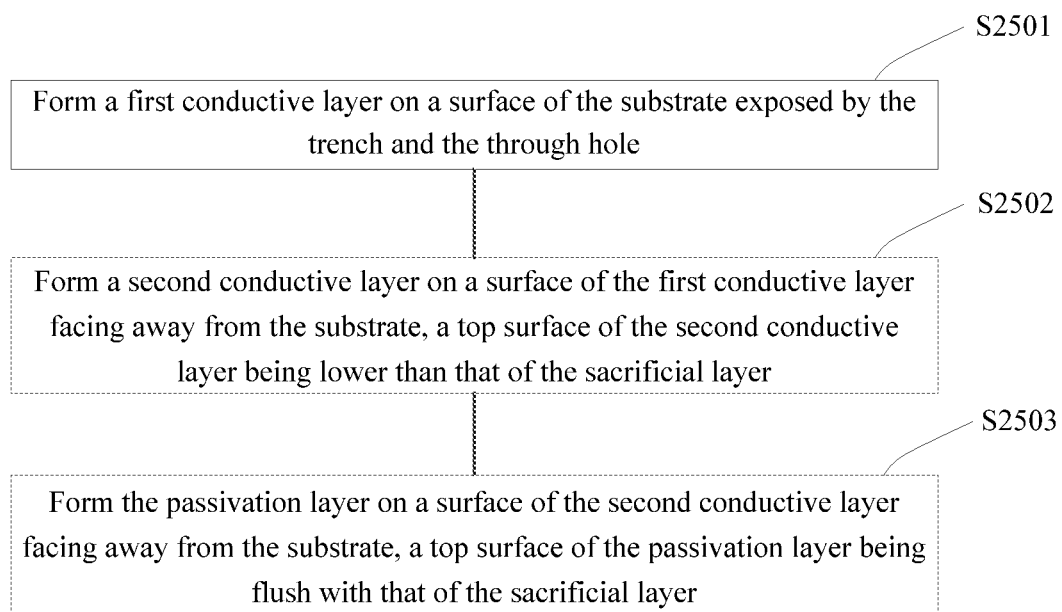 S2501
Form a first conductive layer on a surface of the substrate exposed by the
trench and the through hole
S2502
Form a second conductive layer on a surface of the first conductive layer
facing away from the substrate, a top surface of the second conductive
layer being lower than that of the sacrificial layer
S2503
Form the passivation layer on a surface of the second conductive layer
facing away from the substrate, a top surface of the passivation layer being
flush with that of the sacrificial layer